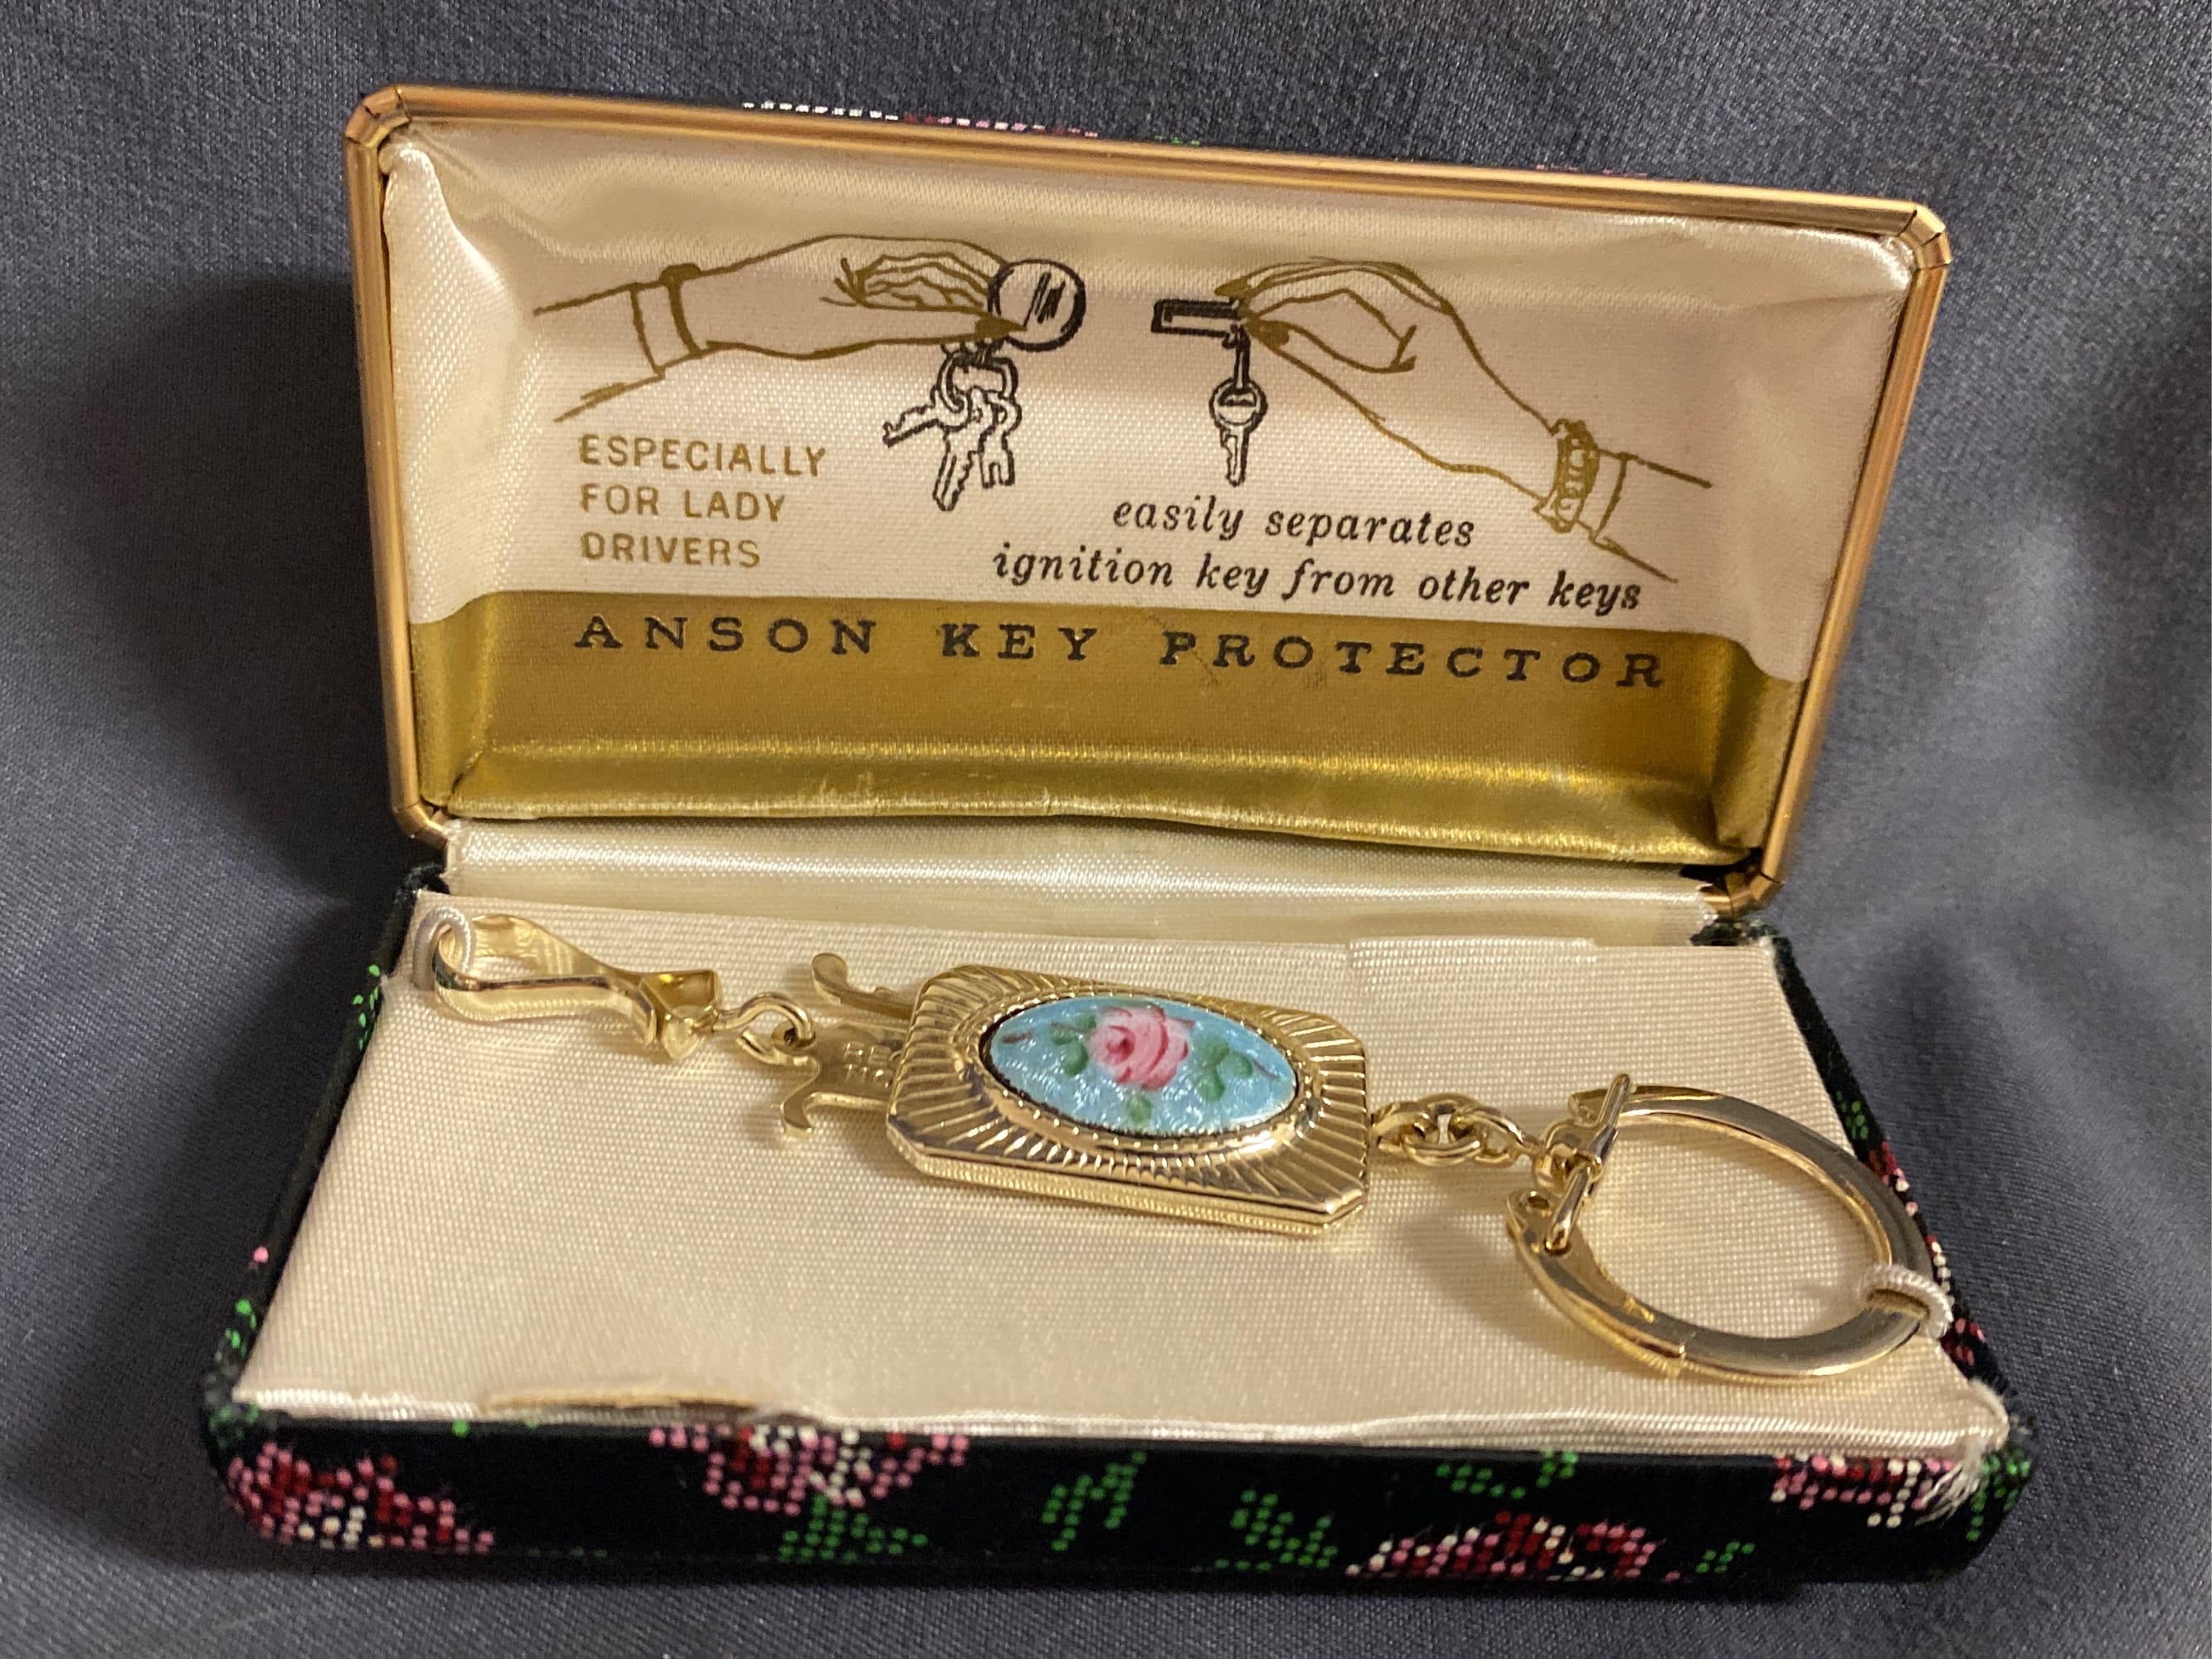 ESPECIALLY
FOR LADY
DRIVERS
easily separates
ignition key from other keys
ANSON KEY PROTECTOR